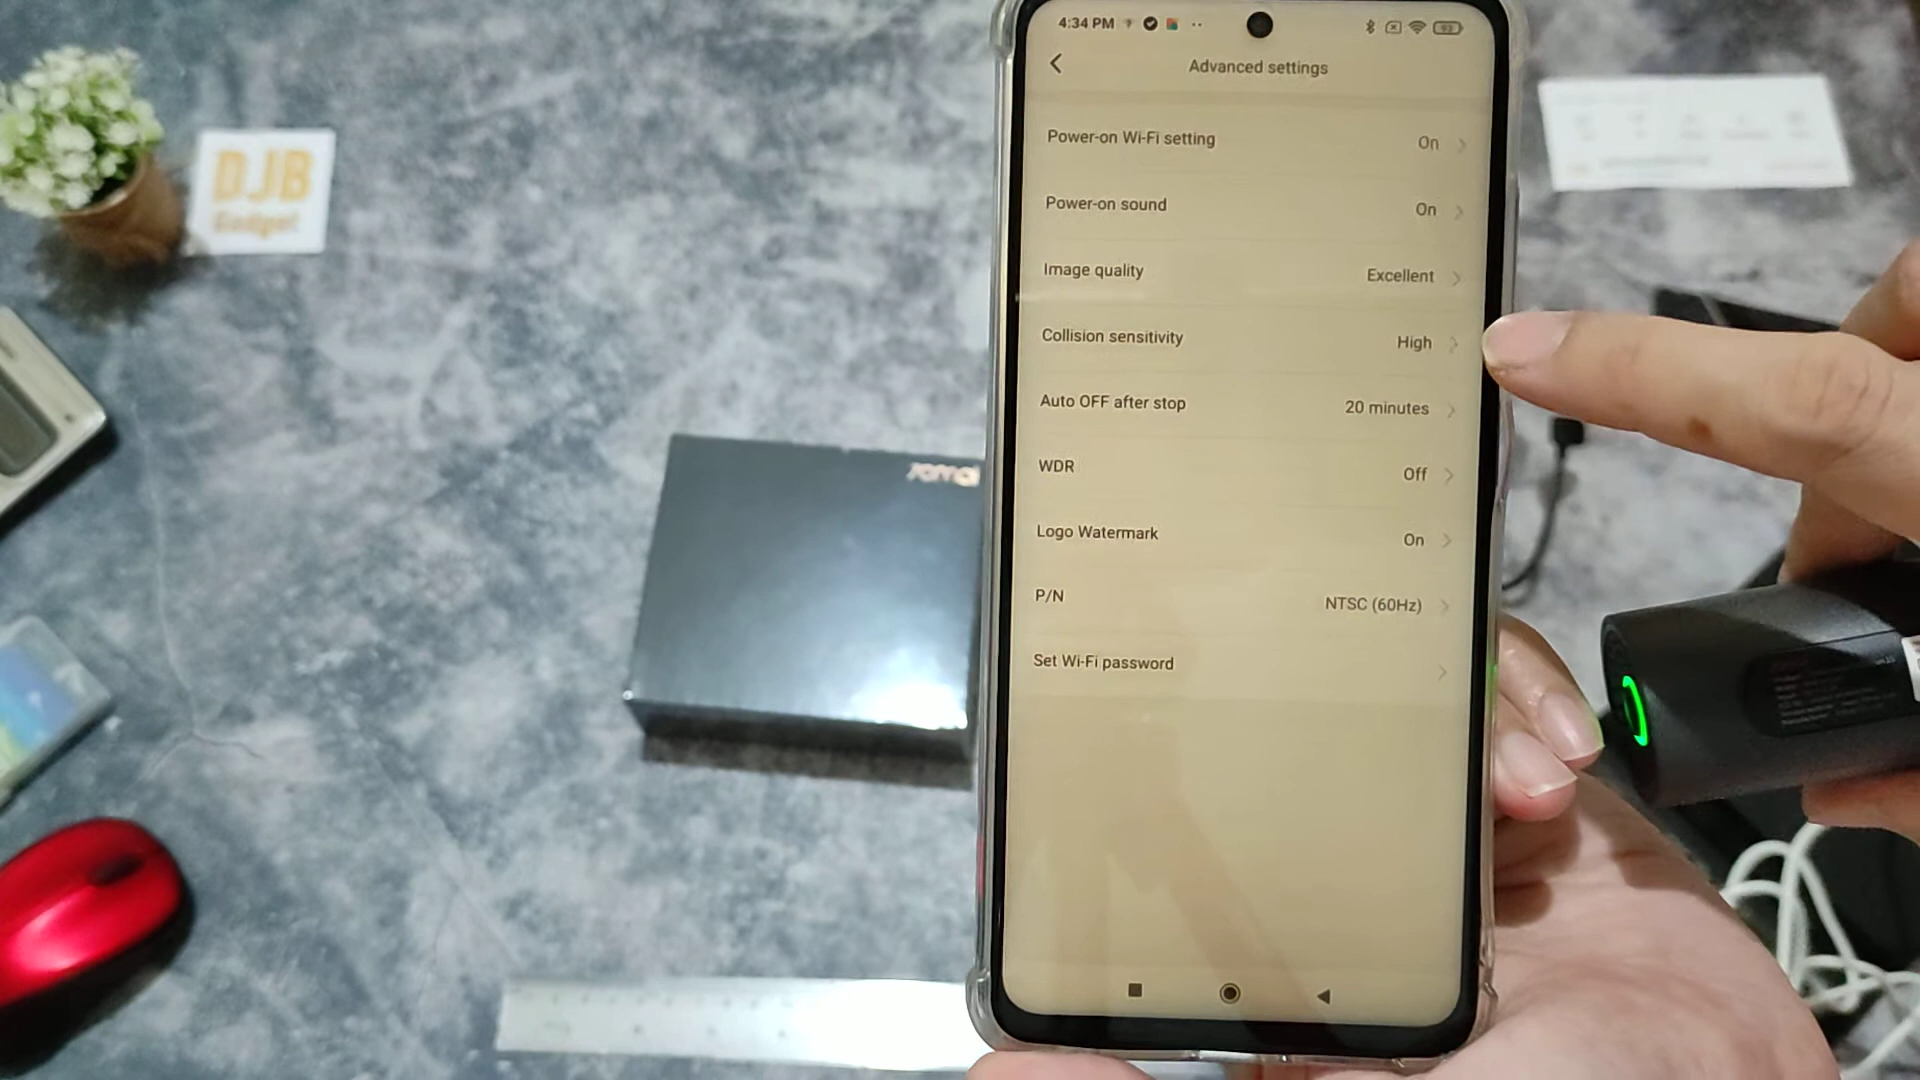 4:34 PM
93
Advanced settings
Power-on Wi-Fi setting On
Power-on sound On
Image quality Excellent
Collision sensitivity High
Auto OFF after stop 20 minutes
WDR Off
Logo Watermark On
P/N NTSC (60Hz)
Set Wi-Fi password
DJB
Gadget
70mai